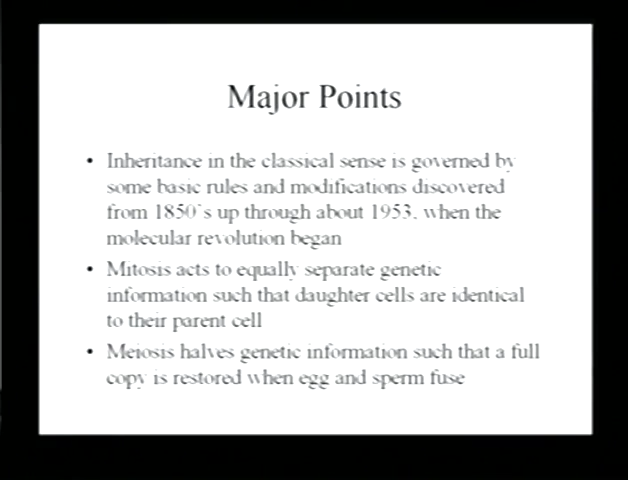 Major Points
• Inheritance in the classical sense is governed by
some basic rules and modifications discovered
from 1850's up through about 1953, when the
molecular revolution began
• Mitosis acts to equally separate genetic
information such that daughter cells are identical
to their parent cell
• Meiosis halves genetic information such that a full
copy is restored when egg and sperm fuse